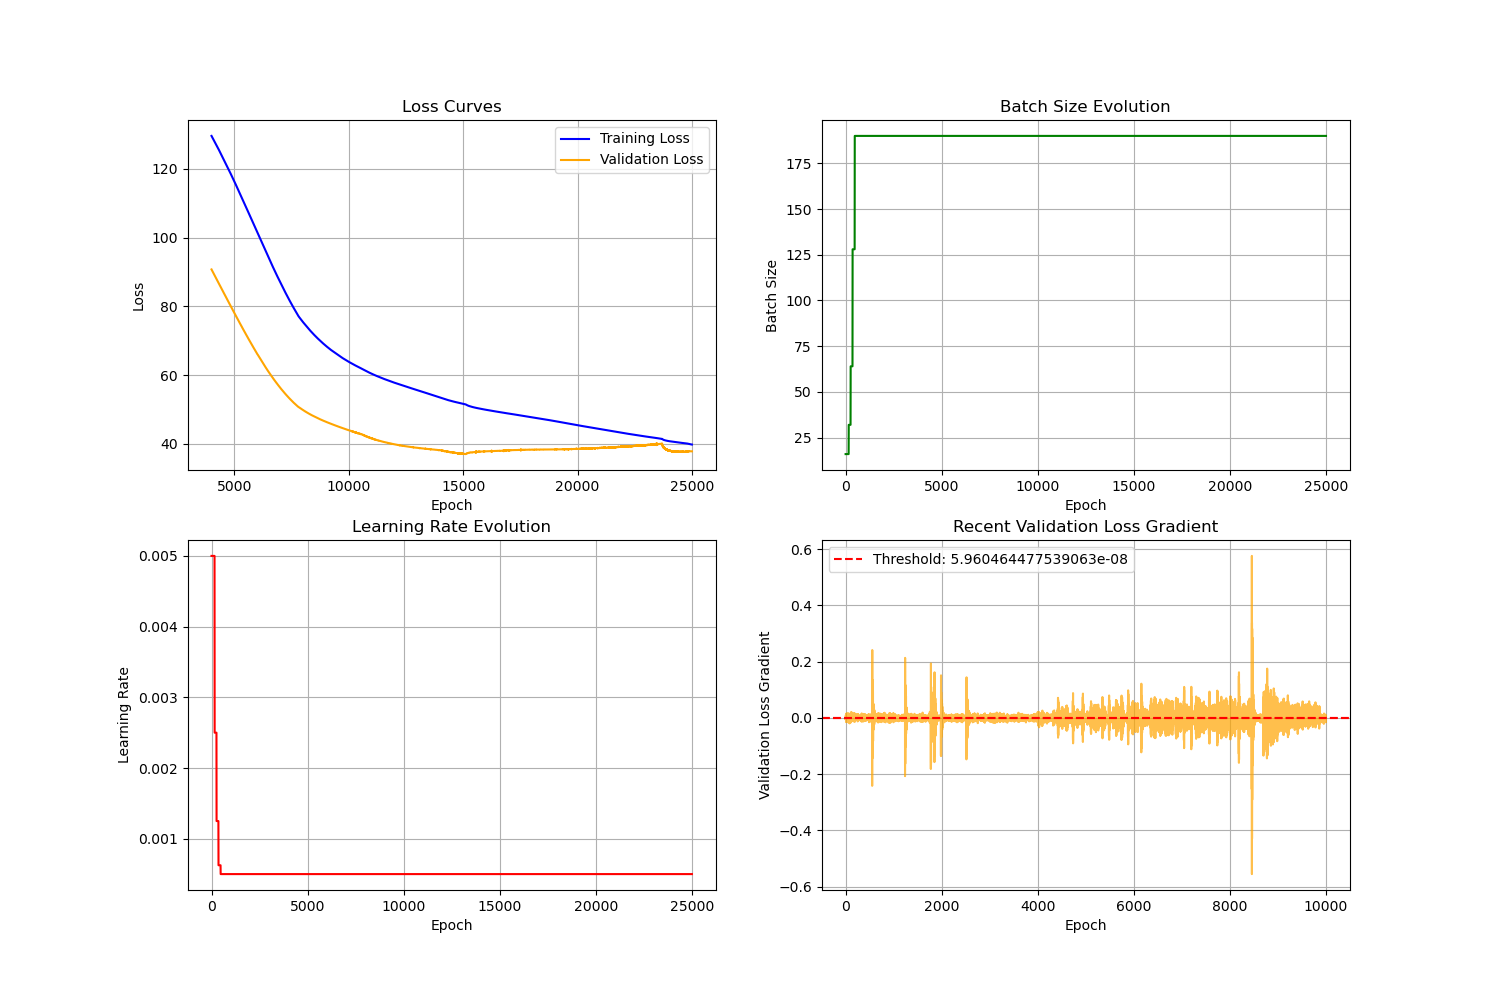 Loss Curves
Loss
120
100
80
60
40
Training Loss
Validation Loss
5000 10000 15000 20000 25000
Epoch
Batch Size Evolution
Batch Size
175
150
125
100
75
50
25
0 5000 10000 15000 20000 25000
Epoch
Learning Rate Evolution
Learning Rate
0.005
0.004
0.003
0.002
0.001
0 5000 10000 15000 20000 25000
Epoch
Recent Validation Loss Gradient
Validation Loss Gradient
0.6
0.4
0.2
0.0
−0.2
−0.4
−0.6
Threshold: 5.960464477539063e-08
0 2000 4000 6000 8000 10000
Epoch